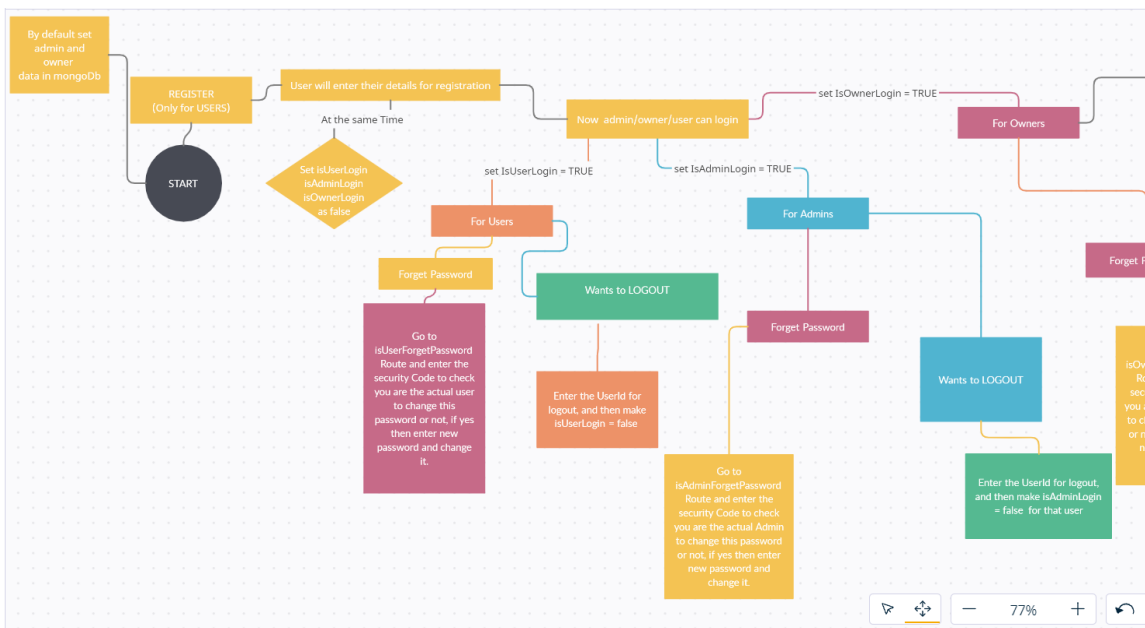 By default set
admin and
owner
data in mongoDb
REGISTER
(Only for USERS)
START
User will enter their details for registration
At the same Time
Set isUserLogin
isAdminLogin
isOwnerLogin
as false
Now admin/owner/user can login
set IsOwnerLogin = TRUE
For Owners
set IsUserLogin = TRUE
set IsAdminLogin = TRUE
For Users
For Admins
Forget Password
Wants to LOGOUT
Forget Password
Go to
isUserForgetPassword
Route and enter the
security Code to check
you are the actual user
to change this
password or not, if yes
then enter new
password and change
it.
Enter the UserId for
logout, and then make
isUserLogin = false
Go to
isAdminForgetPassword
Route and enter the
security Code to check
you are the actual Admin
to change this password
or not, if yes then enter
new password and
change it.
Wants to LOGOUT
Enter the UserId for logout,
and then make isAdminLogin
= false for that user
Forget
77%